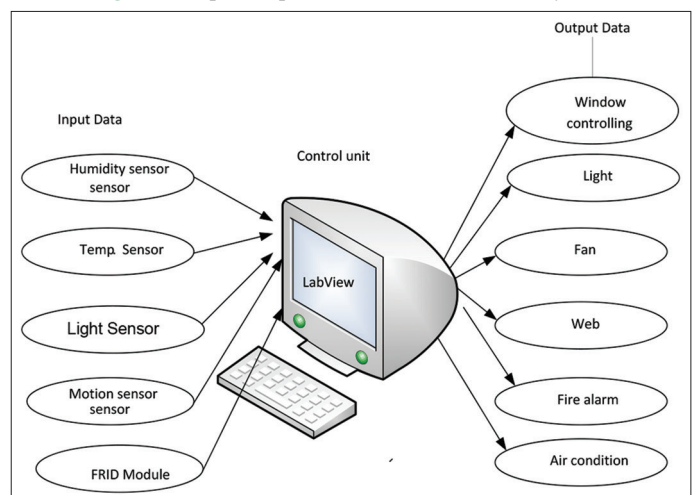 Output Data
Input Data
Control unit
Humidity sensor
sensor
Temp. Sensor
Light Sensor
Motion sensor
sensor
FRID Module
LabView
Window
controlling
Light
Fan
Web
Fire alarm
Air condition